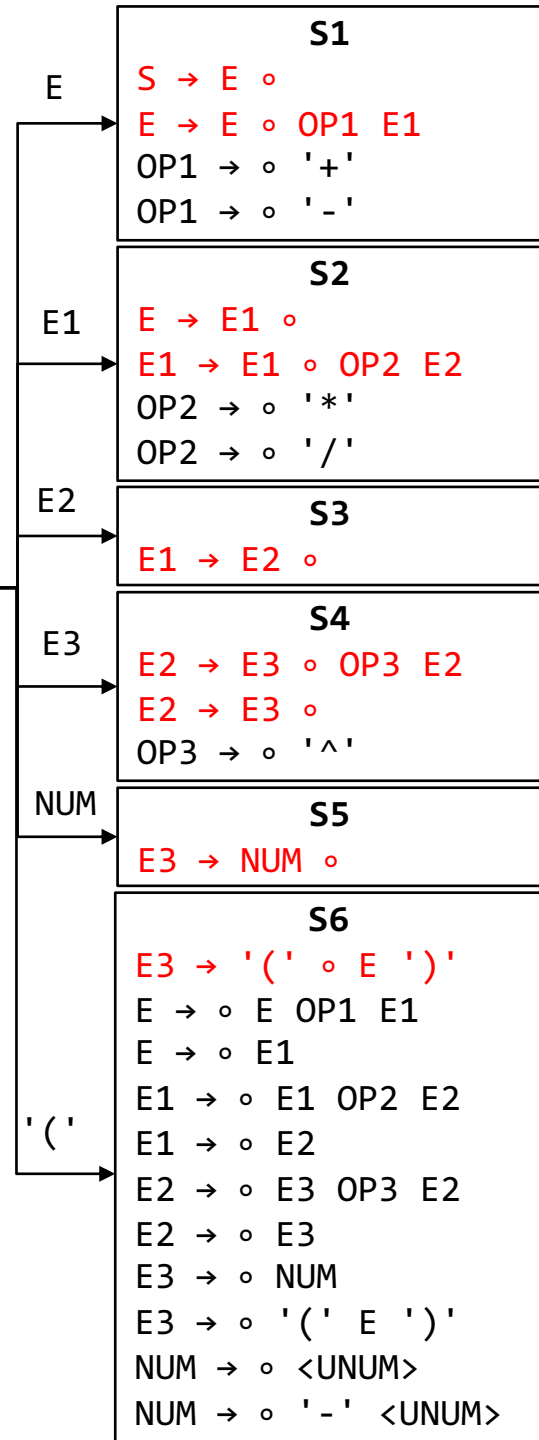 S1
E
S → E ∘
E → E ∘ OP1 E1
OP1 → ∘ '+'
OP1 → ∘ '-'
S2
E1
E → E1 ∘
E1 → E1 ∘ OP2 E2
OP2 → ∘ '*'
OP2 → ∘ '/'
E2
S3
E1 → E2 ∘
S4
E3
E2 → E3 ∘ OP3 E2
E2 → E3 ∘
OP3 → ∘ '^'
NUM
S5
E3 → NUM ∘
S6
E3 → '(' ∘ E ')'
E → ∘ E OP1 E1
E → ∘ E1
E1 → ∘ E1 OP2 E2
'('
E1 → ∘ E2
E2 → ∘ E3 OP3 E2
E2 → ∘ E3
E3 → ∘ NUM
E3 → ∘ '(' E ')'
NUM → ∘ <UNUM>
NUM → ∘ '-' <UNUM>